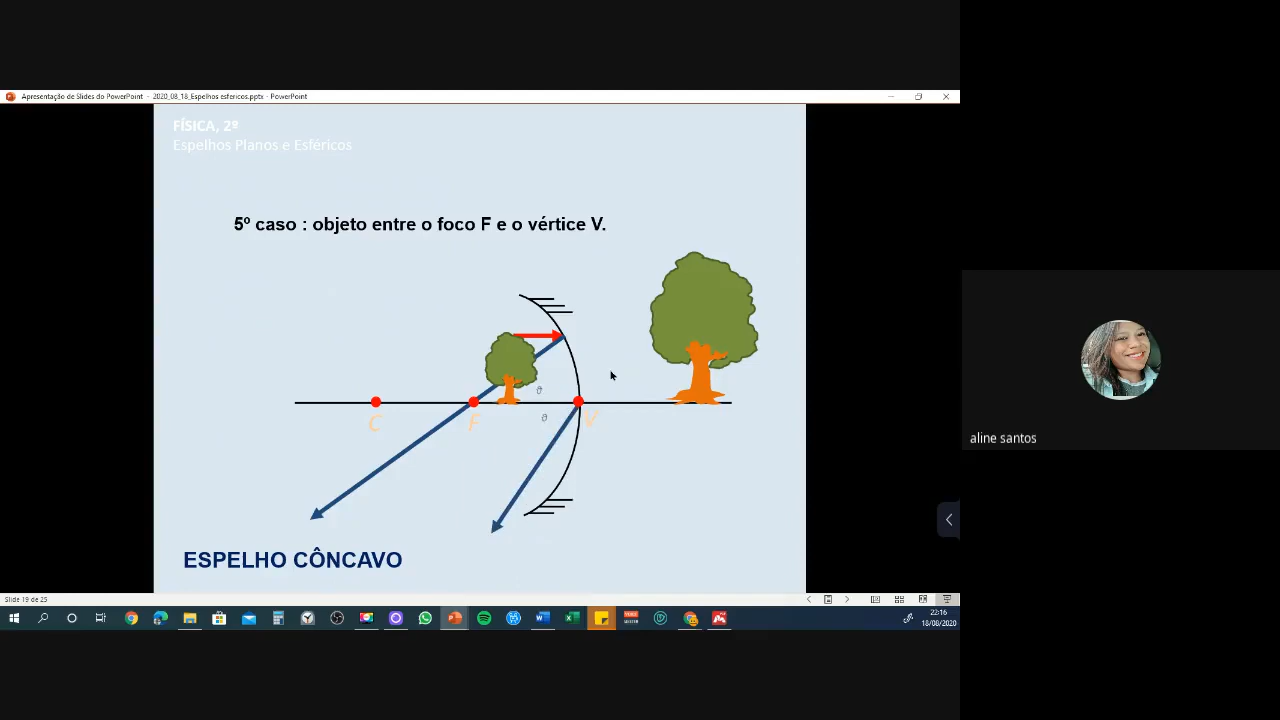 Apresentação de Slides do PowerPoint - 2020_08_18_Espelhos esfericos.pptx - PowerPoint
FÍSICA, 2º
Espelhos Planos e Esféricos
5º caso : objeto entre o foco F e o vértice V.
θ
θ
C
F
V
ESPELHO CÔNCAVO
aline santos
Slide 19 de 25
22:16
18/08/2020